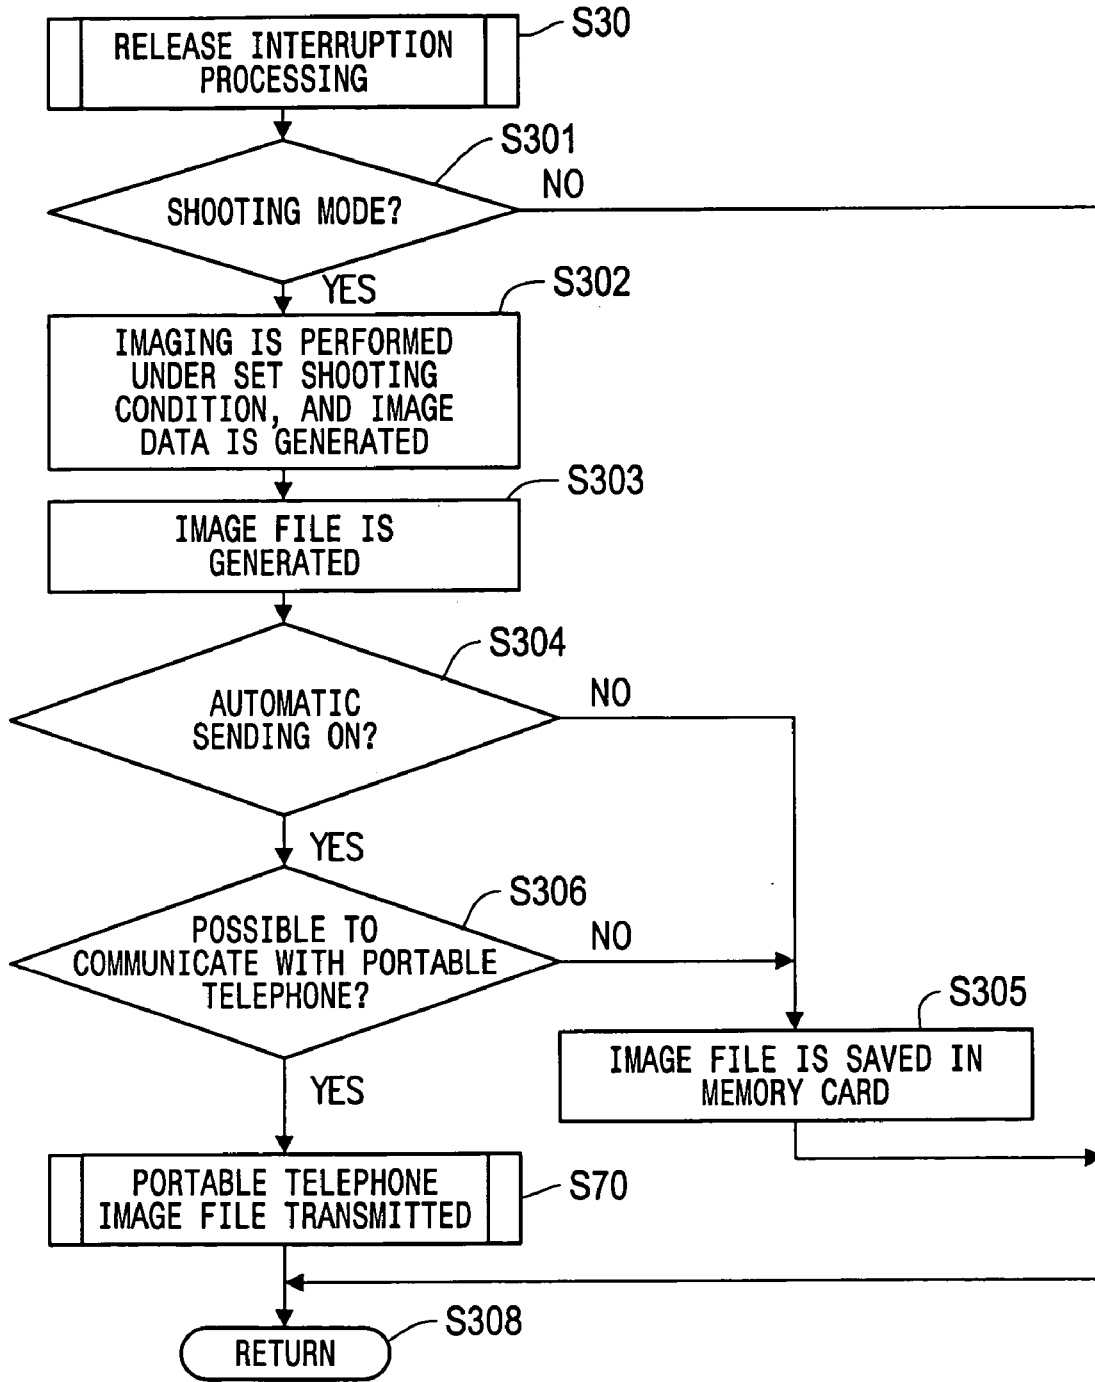 S30
RELEASE INTERRUPTION
PROCESSING
S301
SHOOTING MODE?
NO
YES
S302
IMAGING IS PERFORMED
UNDER SET SHOOTING
CONDITION, AND IMAGE
DATA IS GENERATED
S303
IMAGE FILE IS
GENERATED
S304
AUTOMATIC
SENDING ON?
NO
YES
S306
POSSIBLE TO
COMMUNICATE WITH PORTABLE
TELEPHONE?
NO
YES
S305
IMAGE FILE IS SAVED IN
MEMORY CARD
S70
PORTABLE TELEPHONE
IMAGE FILE TRANSMITTED
S308
RETURN